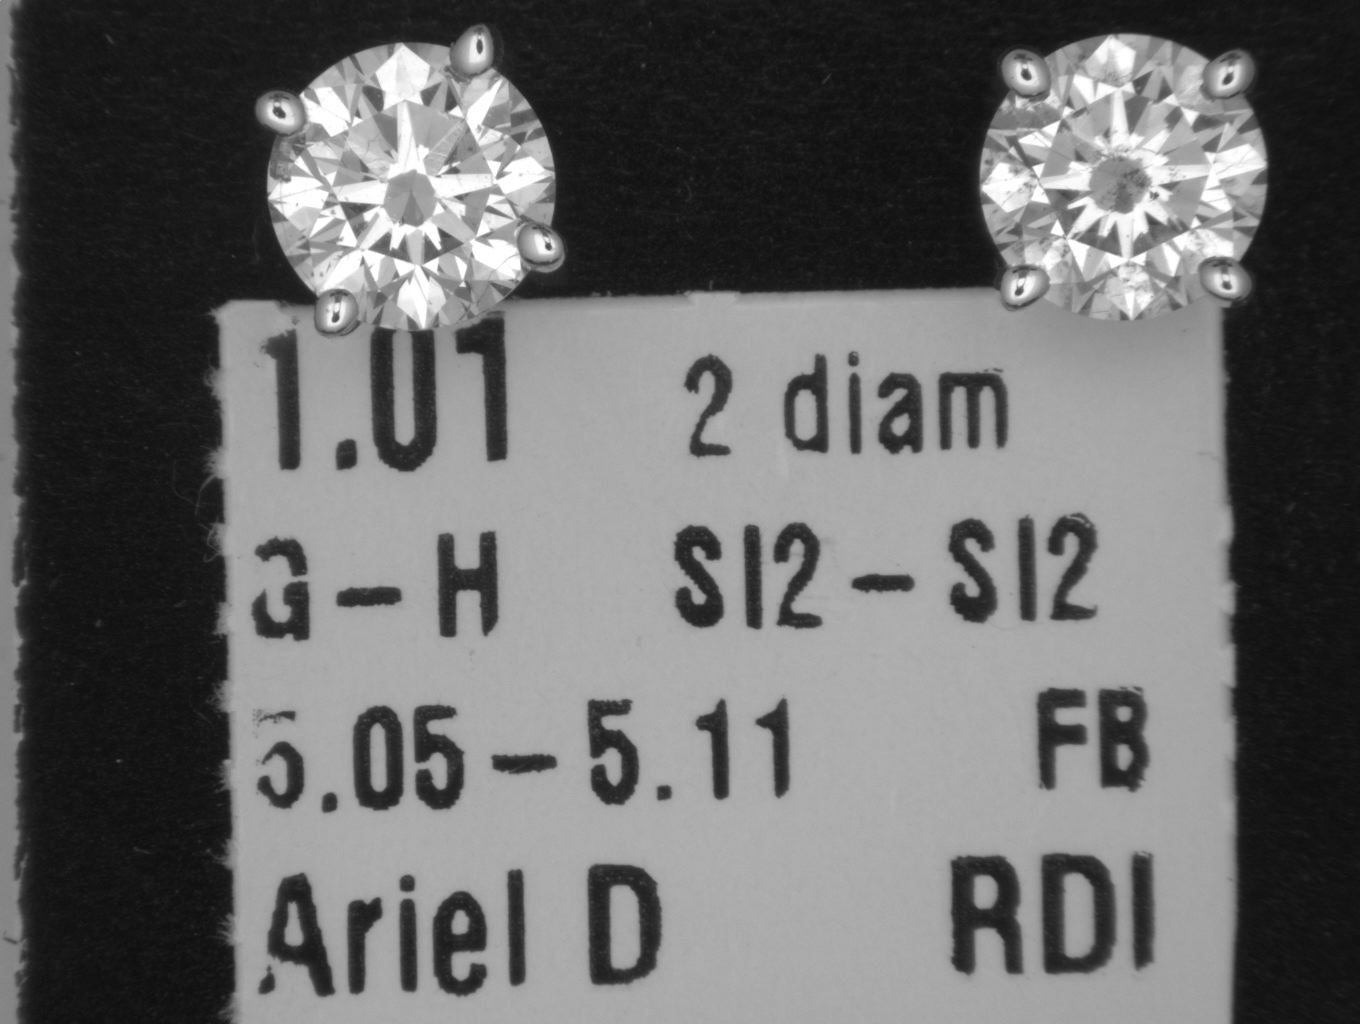 1.01 2 diam
G-H SI2-SI2
5.05-5.11 FB
Ariel D RDI